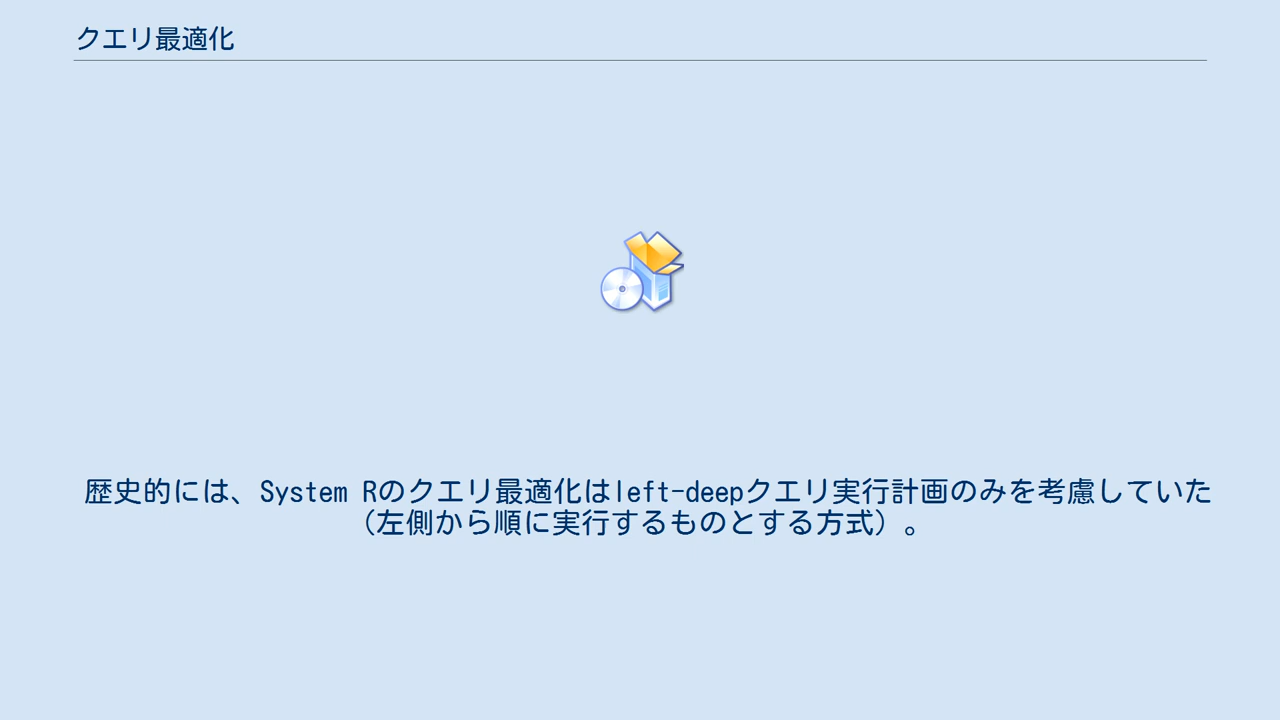 クエリ最適化
歴史的には、System Rのクエリ最適化はleft-deepクエリ実行計画のみを考慮していた
（左側から順に実行するものとする方式）。